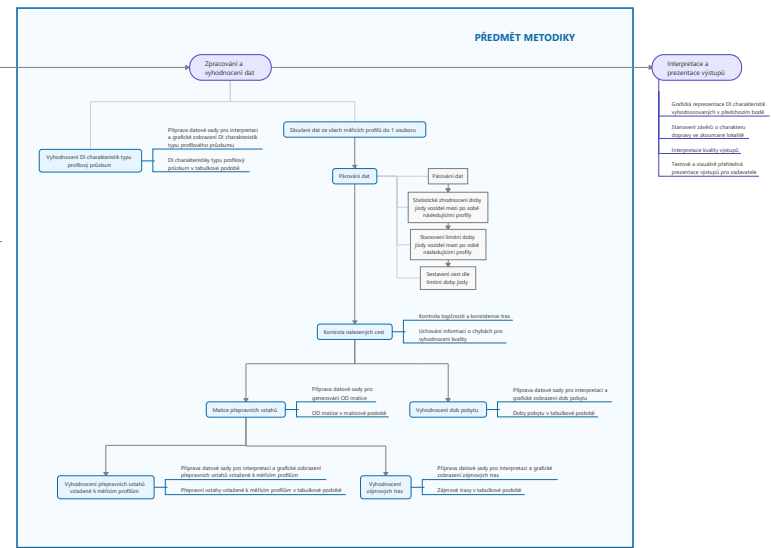 PŘEDMĚT METODIKY
Zpracování a
vyhodnocení dat
Interpretace a
prezentace výstupů
Grafická reprezentace DI charakteristik
vyhodnocovaných v předchozím bodě
Stanovení závěrů o charakteru
dopravy ve zkoumané lokalitě
Interpretace kvality výstupů
Textově a vizuálně přehledná
prezentace výstupů pro zadavatele
Vyhodnocení DI charakteristik typu
profilový průzkum
Příprava datové sady pro interpretaci
a grafické zobrazení DI charakteristik
typu profilového průzkumu
DI charakteristiky typu profilový
průzkum v tabulkové podobě
Sloučení dat ze všech měřicích profilů do 1 souboru
Párování dat
Párování dat
Statistické zhodnocení doby
jízdy vozidel mezi po sobě
následujícími profily
Stanovení limitní doby
jízdy vozidel mezi po sobě
následujícími profily
Sestavení cest dle
limitní doby jízdy
Kontrola nalezených cest
Kontrola logičnosti a konzistence tras
Uchování informací o chybách pro
vyhodnocení kvality
Matice přepravních vztahů
Příprava datové sady pro
generování OD matice
OD matice v maticové podobě
Vyhodnocení dob pobytu
Příprava datové sady pro interpretaci a
grafické zobrazení dob pobytu
Doby pobytu v tabulkové podobě
Vyhodnocení přepravních vztahů
vztažené k měřicím profilům
Příprava datové sady pro interpretaci a grafické zobrazení
přepravních vztahů vztažené k měřicím profilům
Přepravní vztahy vztažené k měřicím profilům v tabulkové podobě
Vyhodnocení
zájmových tras
Příprava datové sady pro interpretaci a grafické
zobrazení zájmových tras
Zájmové trasy v tabulkové podobě